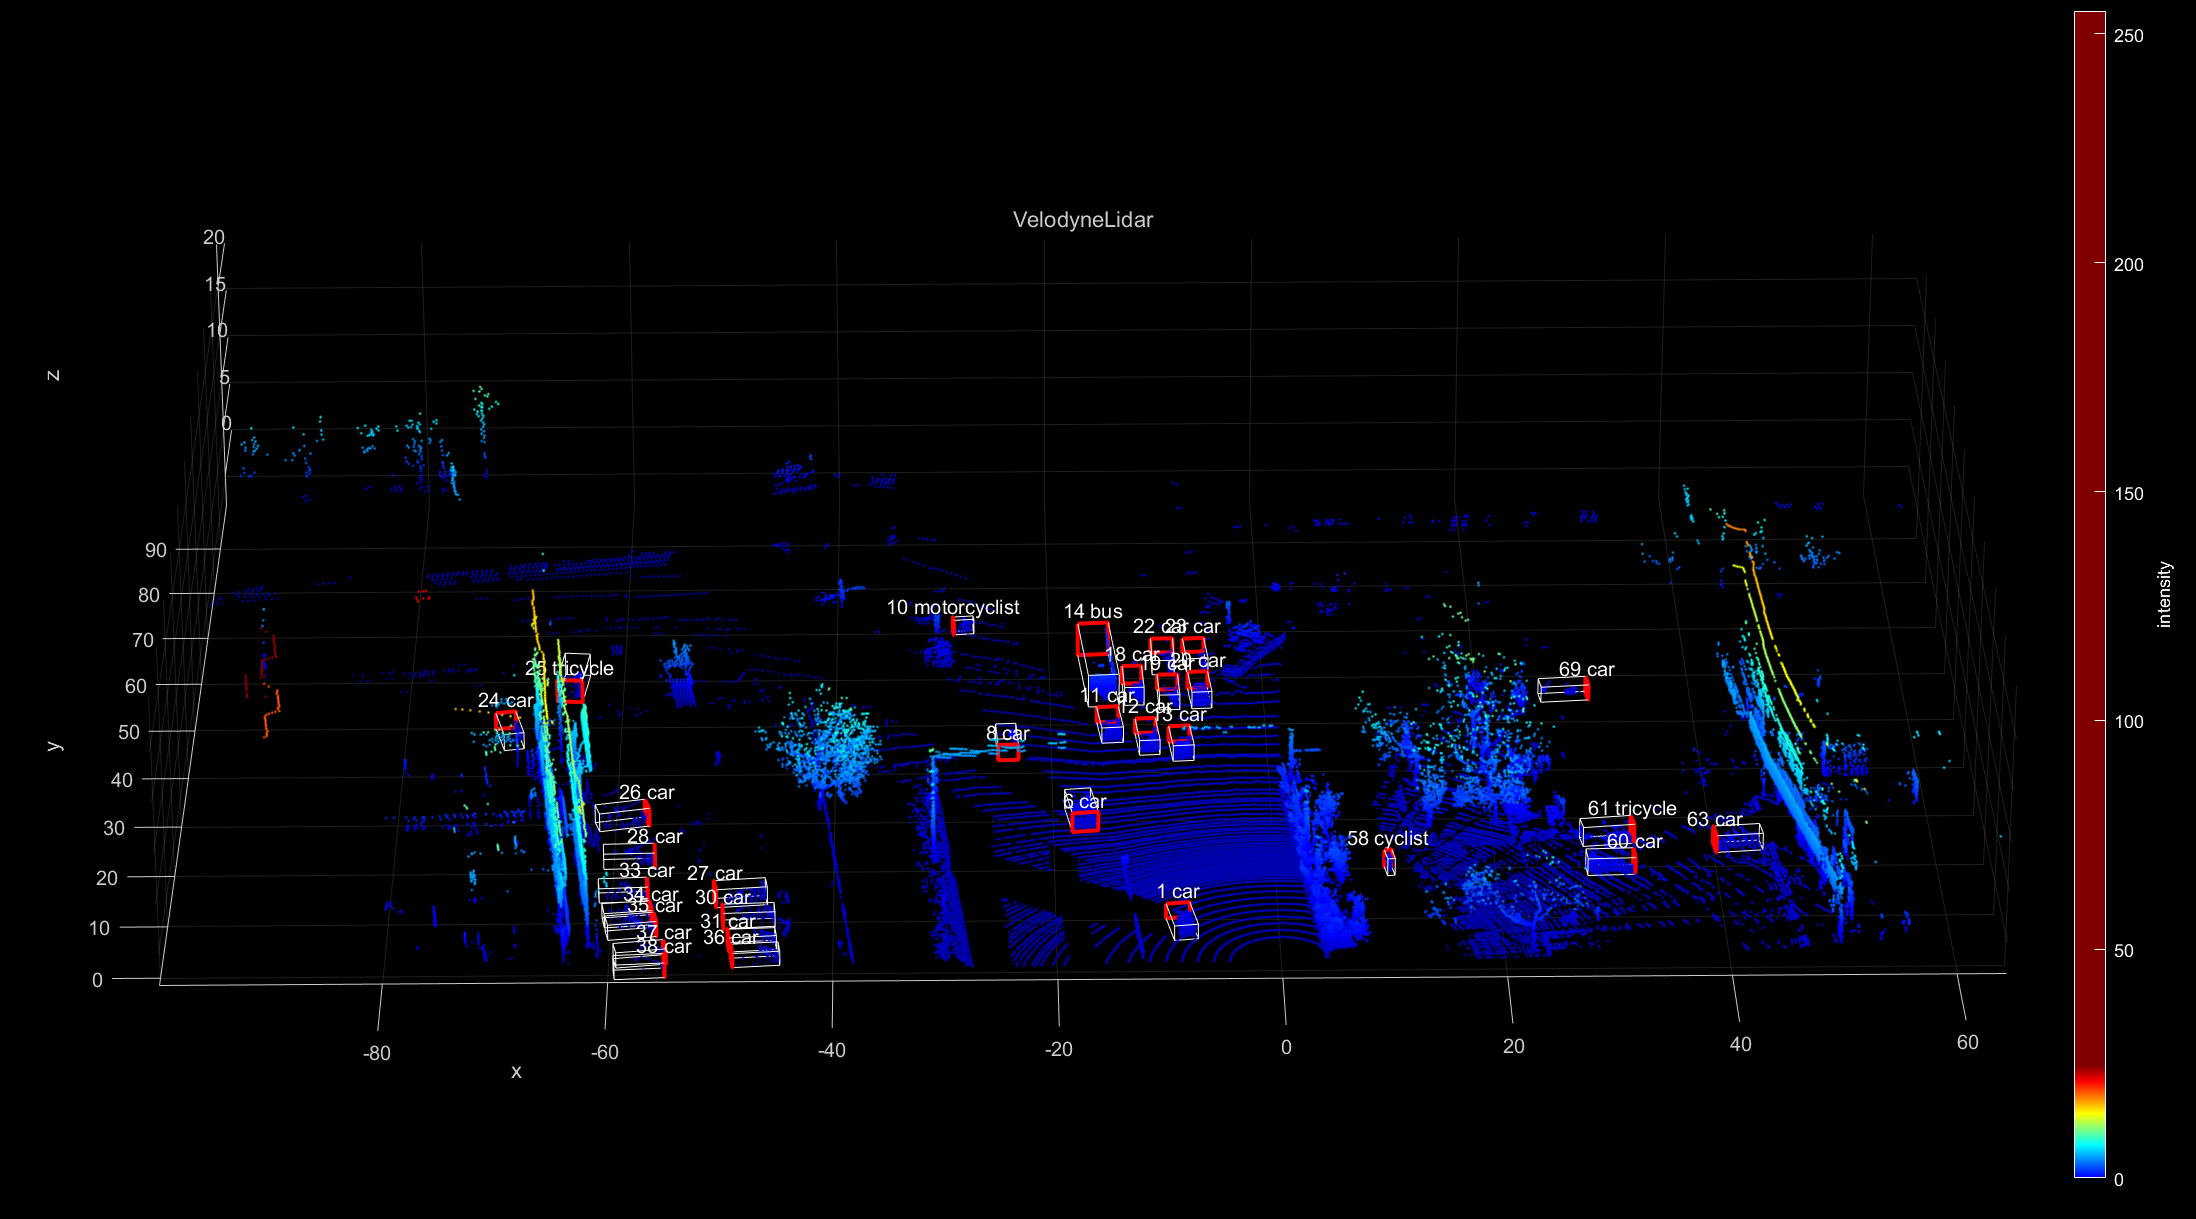 VelodyneLidar
20
15
10
5
0
z
90
80
70
60
50
40
30
20
10
0
y
-80
-60
-40
-20
0
20
40
60
x
10 motorcyclist
14 bus
22 car
23 car
18 car
19 car
20 car
25 tricycle
24 car
11 car
12 car
13 car
8 car
69 car
26 car
6 car
28 car
58 cyclist
61 tricycle
63 car
60 car
33 car
27 car
34 car
30 car
35 car
1 car
31 car
37 car
36 car
38 car
250
200
150
100
50
0
intensity